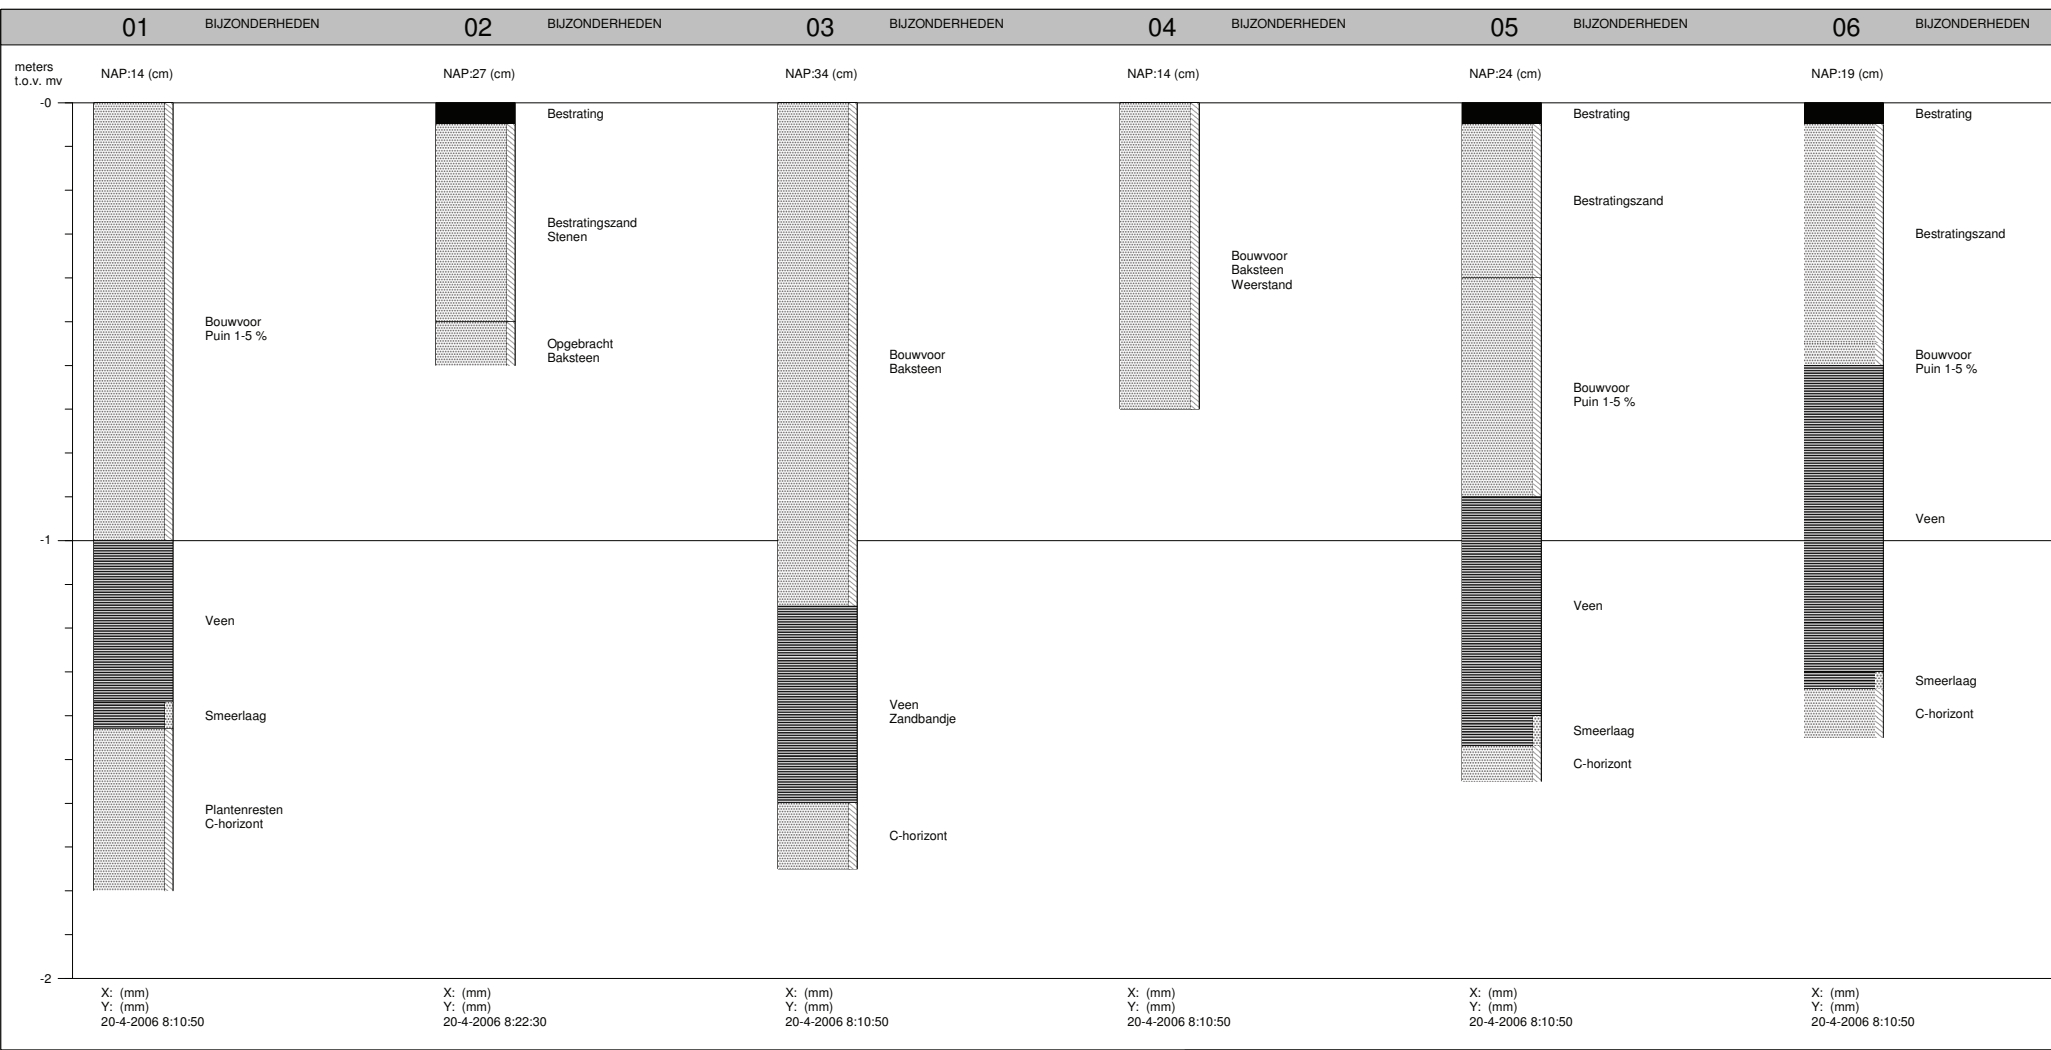 01 BIJZONDERHEDEN 02 BIJZONDERHEDEN 03 BIJZONDERHEDEN 04 BIJZONDERHEDEN 05 BIJZONDERHEDEN 06 BIJZONDERHEDEN
meters
t.o.v. mv
NAP:14 (cm) NAP:27 (cm) NAP:34 (cm) NAP:14 (cm) NAP:24 (cm) NAP:19 (cm)
-0
-1
-2
Bouwvoor
Puin 1-5 %
Veen
Smeerlaag
Plantenresten
C-horizont
Bestrating
Bestratingszand
Stenen
Opgebracht
Baksteen
Bouwvoor
Baksteen
Veen
Zandbandje
C-horizont
Bouwvoor
Baksteen
Weerstand
Bestrating
Bestratingszand
Bouwvoor
Puin 1-5 %
Veen
Smeerlaag
C-horizont
Bestrating
Bestratingszand
Bouwvoor
Puin 1-5 %
Veen
Smeerlaag
C-horizont
X: (mm)
Y: (mm)
20-4-2006 8:10:50
X: (mm)
Y: (mm)
20-4-2006 8:22:30
X: (mm)
Y: (mm)
20-4-2006 8:10:50
X: (mm)
Y: (mm)
20-4-2006 8:10:50
X: (mm)
Y: (mm)
20-4-2006 8:10:50
X: (mm)
Y: (mm)
20-4-2006 8:10:50